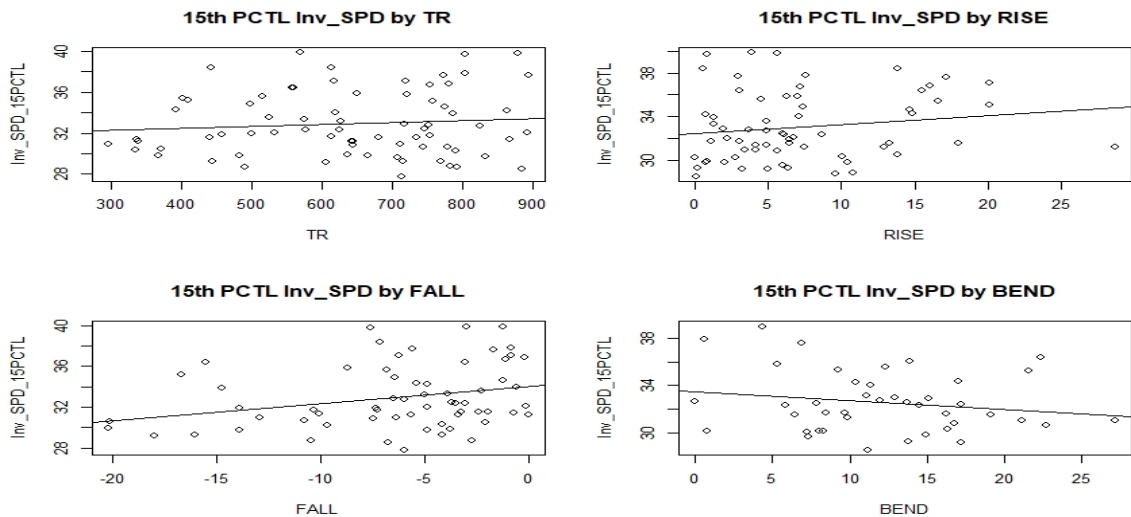 15th PCTL Inv_SPD by TR
Inv_SPD_15PCTL
28 32 36 40
300 400 500 600 700 800 900
TR
15th PCTL Inv_SPD by RISE
Inv_SPD_15PCTL
30 34 38
0 5 10 15 20 25
RISE
15th PCTL Inv_SPD by FALL
Inv_SPD_15PCTL
28 32 36 40
-20 -15 -10 -5 0
FALL
15th PCTL Inv_SPD by BEND
Inv_SPD_15PCTL
30 34 38
0 5 10 15 20 25
BEND